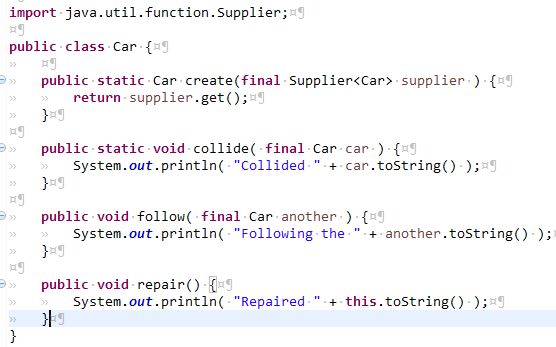 import java.util.function.Supplier;
public class Car {
public static Car create(final Supplier<Car> supplier ) {
return supplier.get();
}
public static void collide( final Car car ) {
System.out.println( "Collided " + car.toString() );
}
public void follow( final Car another ) {
System.out.println( "Following the " + another.toString() );
}
public void repair() {
System.out.println( "Repaired " + this.toString() );
}
}